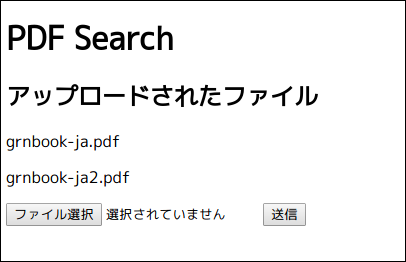 PDF Search
アップロードされたファイル
grnbook-ja.pdf
grnbook-ja2.pdf
ファイル選択 選択されていません 送信